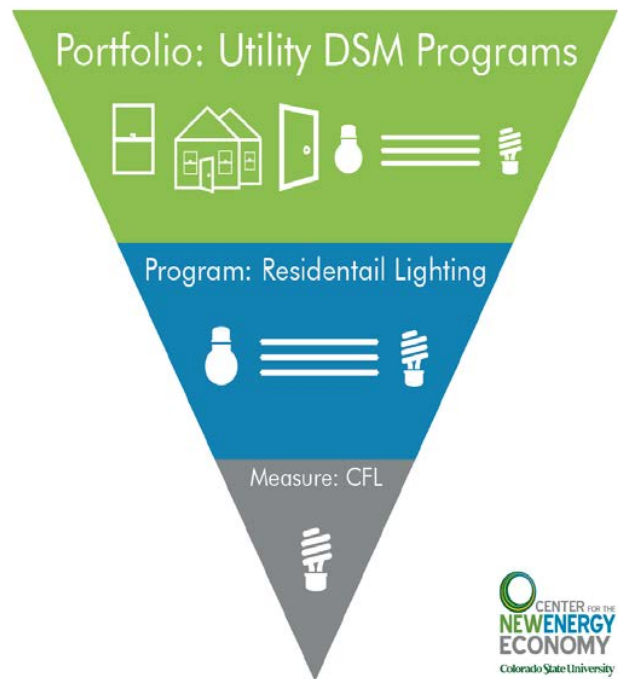 Portfolio: Utility DSM Programs
Program: Residentail Lighting
Measure: CFL
CENTER FOR THE
NEWENERGY
ECONOMY
Colorado State University